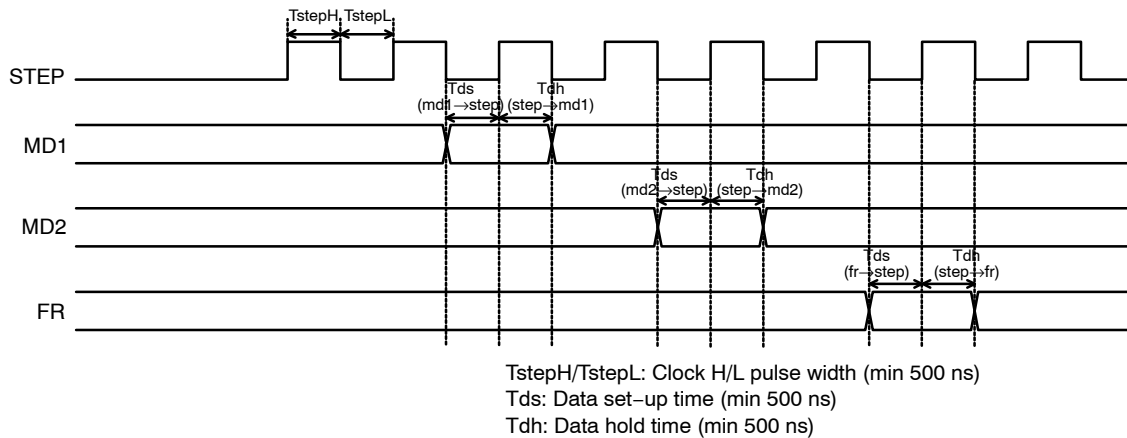 TstepH TstepL
STEP
Tds Tdh
(md1→step) (step→md1)
MD1
Tds Tdh
(md2→step) (step→md2)
MD2
Tds Tdh
(fr→step) (step→fr)
FR
TstepH/TstepL: Clock H/L pulse width (min 500 ns)
Tds: Data set−up time (min 500 ns)
Tdh: Data hold time (min 500 ns)